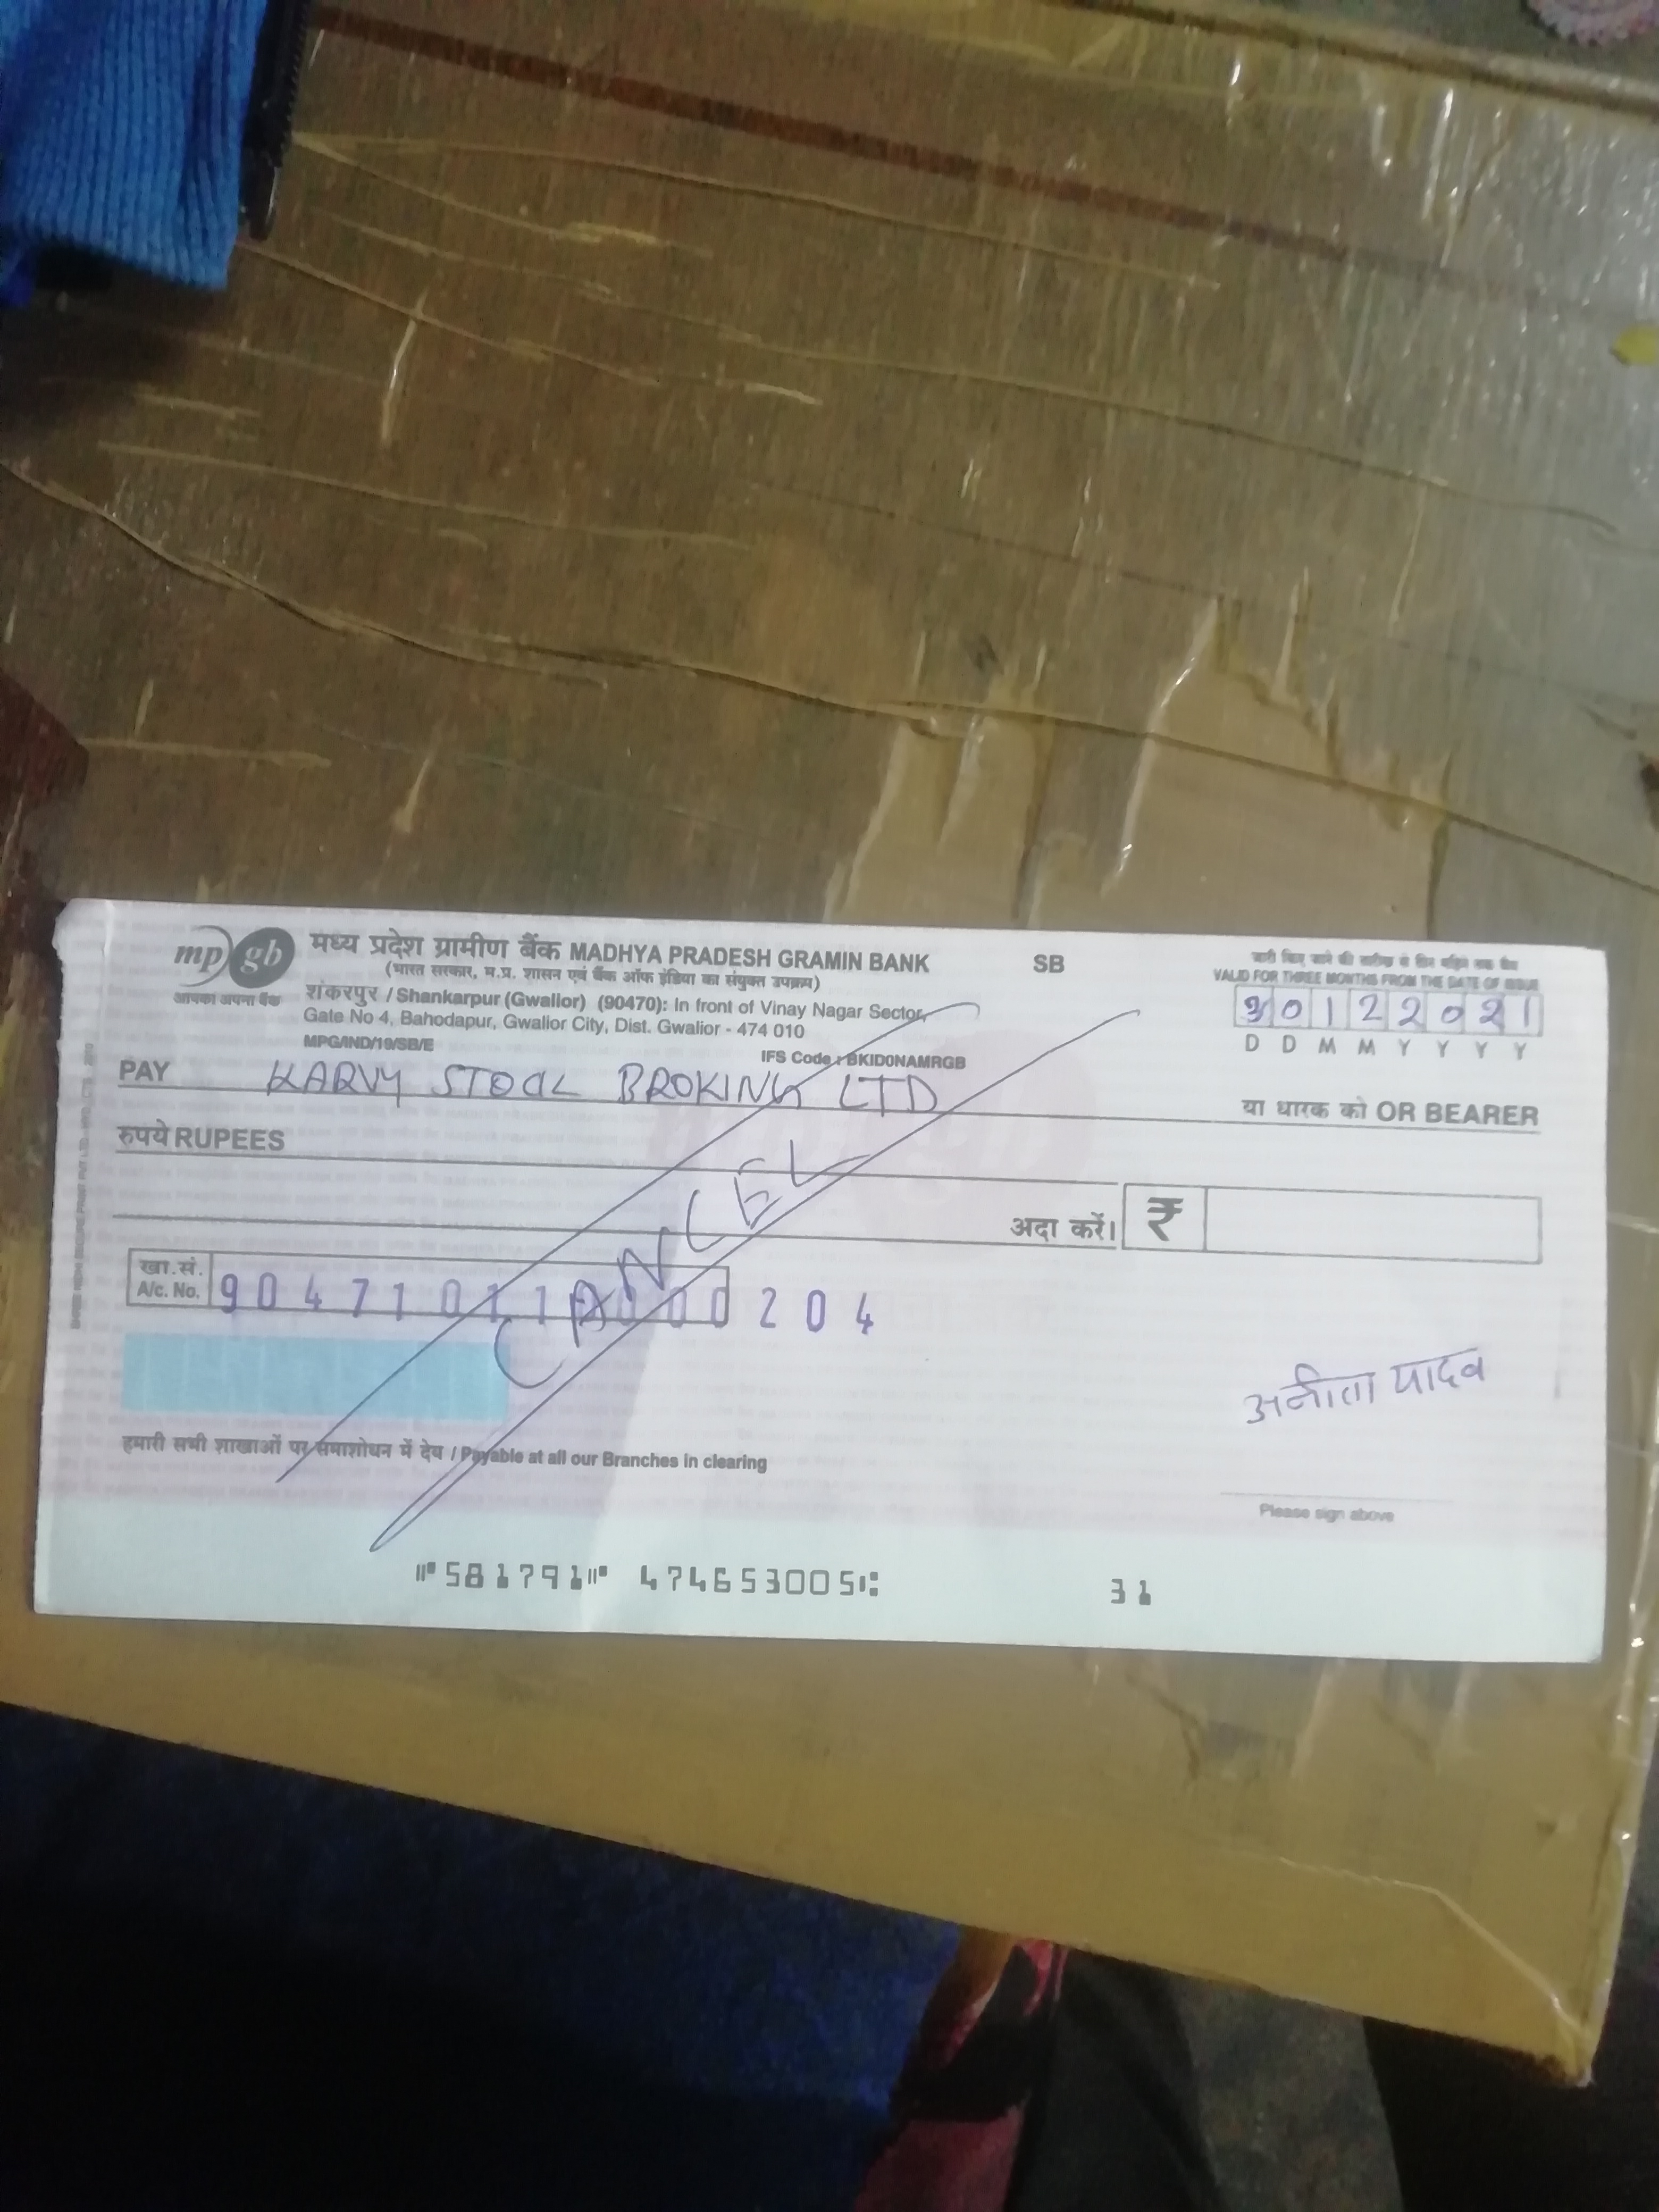 mp gb
आपका अपना बैंक
मध्य प्रदेश ग्रामीण बैंक MADHYA PRADESH GRAMIN BANK
SB
(भारत सरकार, म.प्र. शासन एवं बैंक ऑफ इंडिया का संयुक्त उपक्रम)
शंकरपुर / Shankarpur (Gwalior) (90470): In front of Vinay Nagar Sector,
Gate No 4, Bahodapur, Gwalior City, Dist. Gwalior - 474 010
MPG/IND/19/SB/E
IFS Code : BKID0NAMRGB
जारी किए जाने की तारीख से तीन महिने तक वैध
VALID FOR THREE MONTHS FROM THE DATE OF ISSUE
30122021
D D M M Y Y Y Y
PAY KARVY STOCK BROKING LTD
या धारक को OR BEARER
रुपये RUPEES
अदा करें। ₹
CANCEL
खा.सं.
A/c. No. 9047101 204
अनीता यादव
हमारी सभी शाखाओं पर समाशोधन में देय / Payable at all our Branches in clearing
Please sign above
⑈581791⑈ 474653005⑆ 31